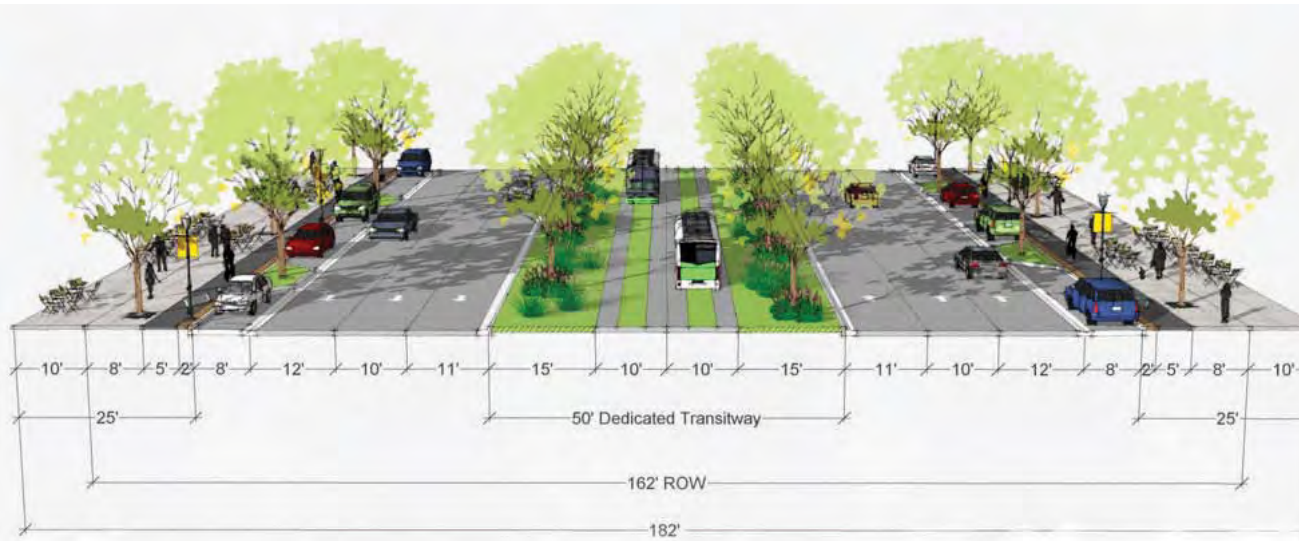 10' 8' 5' 2' 8' 12' 10' 11' 15' 10' 10' 15' 11' 10' 12' 8' 2' 5' 8' 10'
25' 50' Dedicated Transitway 25'
162' ROW
182'